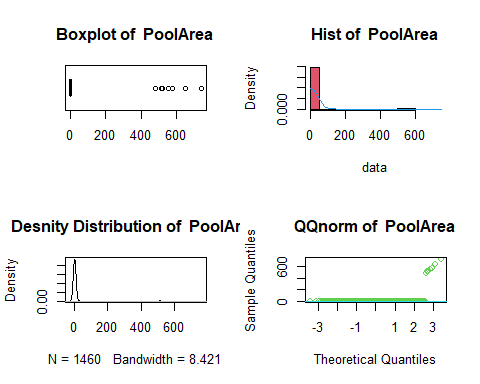 Boxplot of PoolArea
0 200 400 600
Hist of PoolArea
Density
0.000
0 200 400 600
data
Desnity Distribution of PoolAr
Density
0.00
0 200 400 600
N = 1460 Bandwidth = 8.421
QQnorm of PoolArea
Sample Quantiles
0 600
-3 -1 1 2 3
Theoretical Quantiles